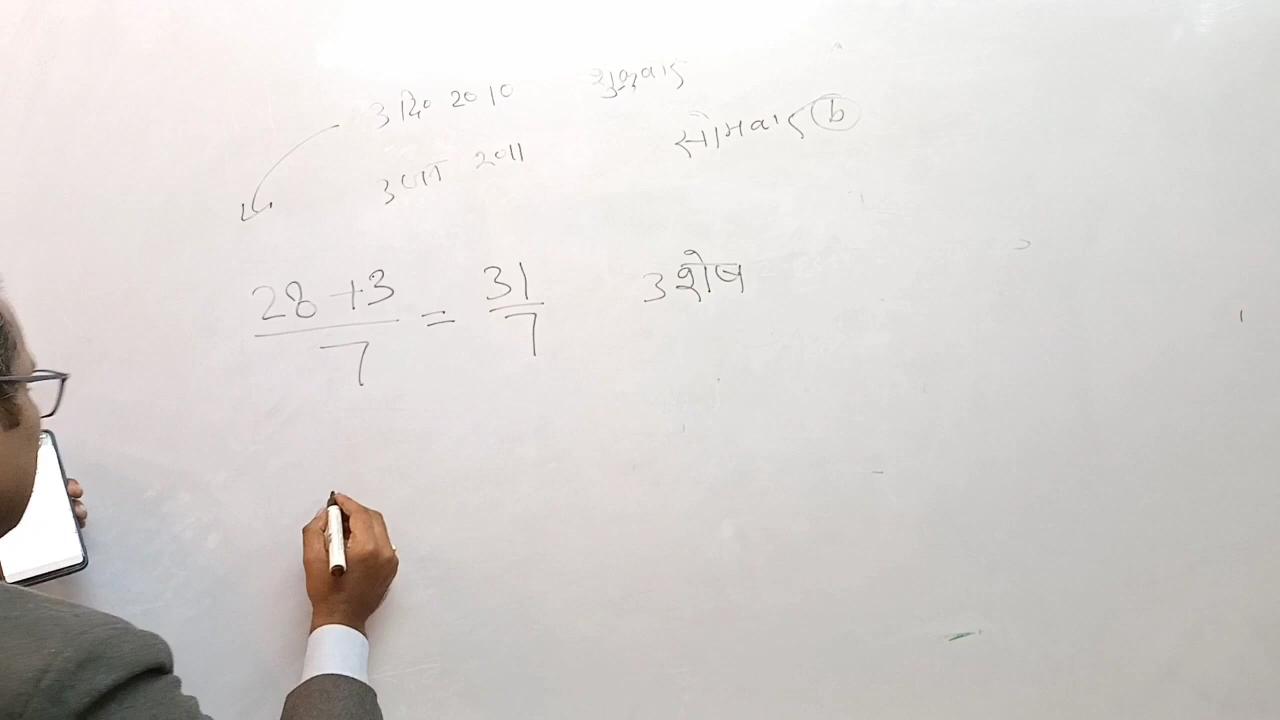 3 दि० 2010 शुक्रवार
3 जन 2011 सोमवार (b)
28 + 3 / 7 = 31 / 7 3 शेष